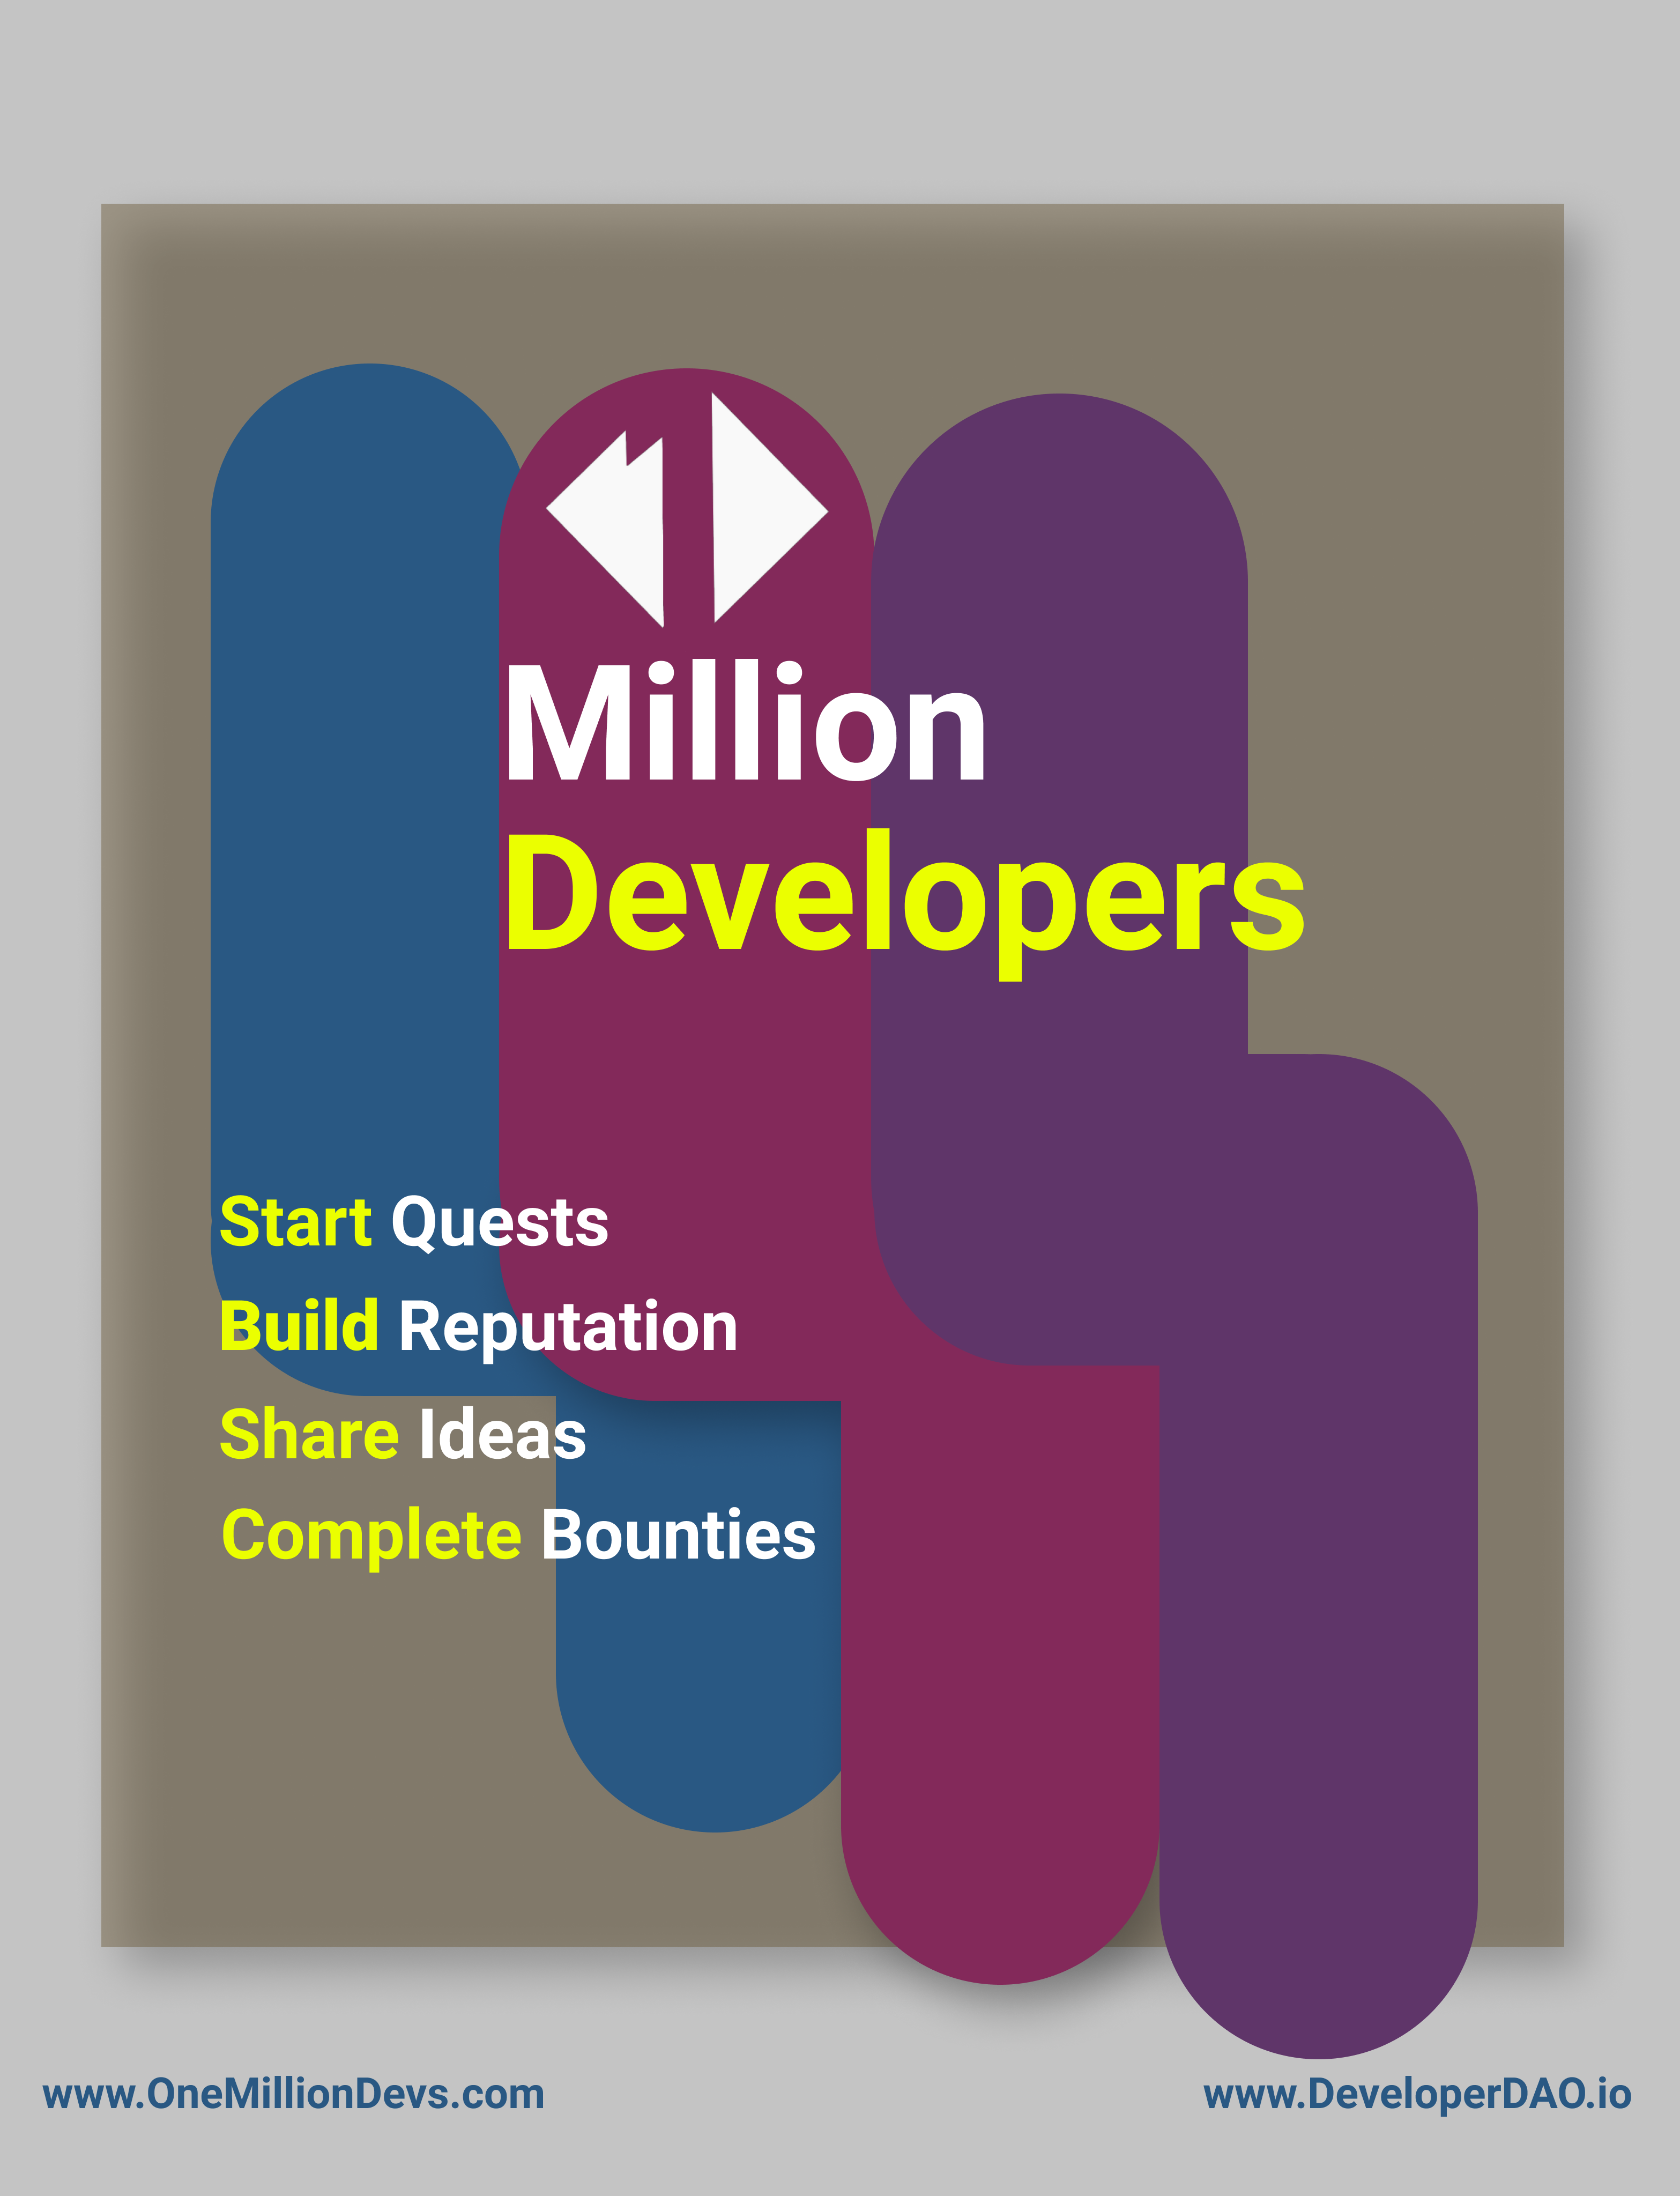 Million
Developers
Start Quests
Build Reputation
Share Ideas
Complete Bounties
www.OneMillionDevs.com
www.DeveloperDAO.io